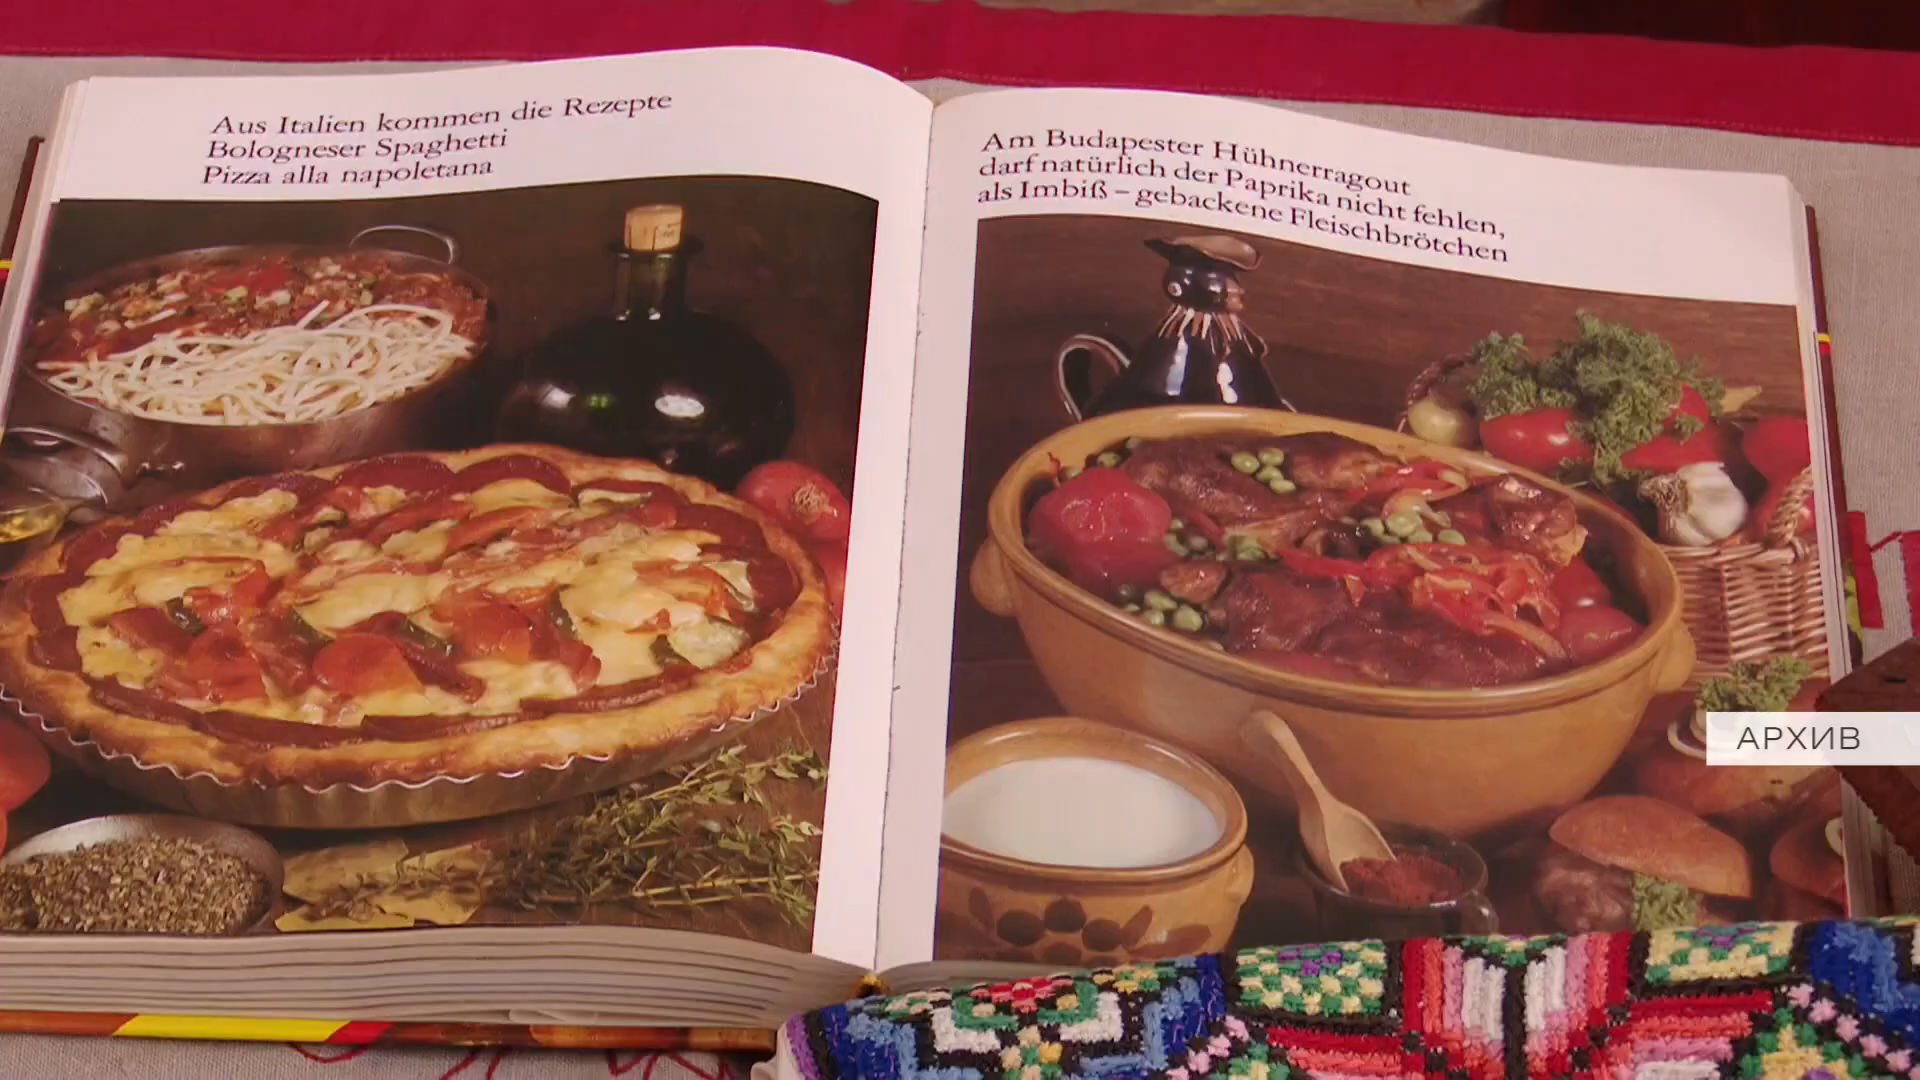 Aus Italien kommen die Rezepte
Bologneser Spaghetti
Pizza alla napoletana
Am Budapester Hühnerragout
darf natürlich der Paprika nicht fehlen,
als Imbiß – gebackene Fleischbrötchen
АРХИВ